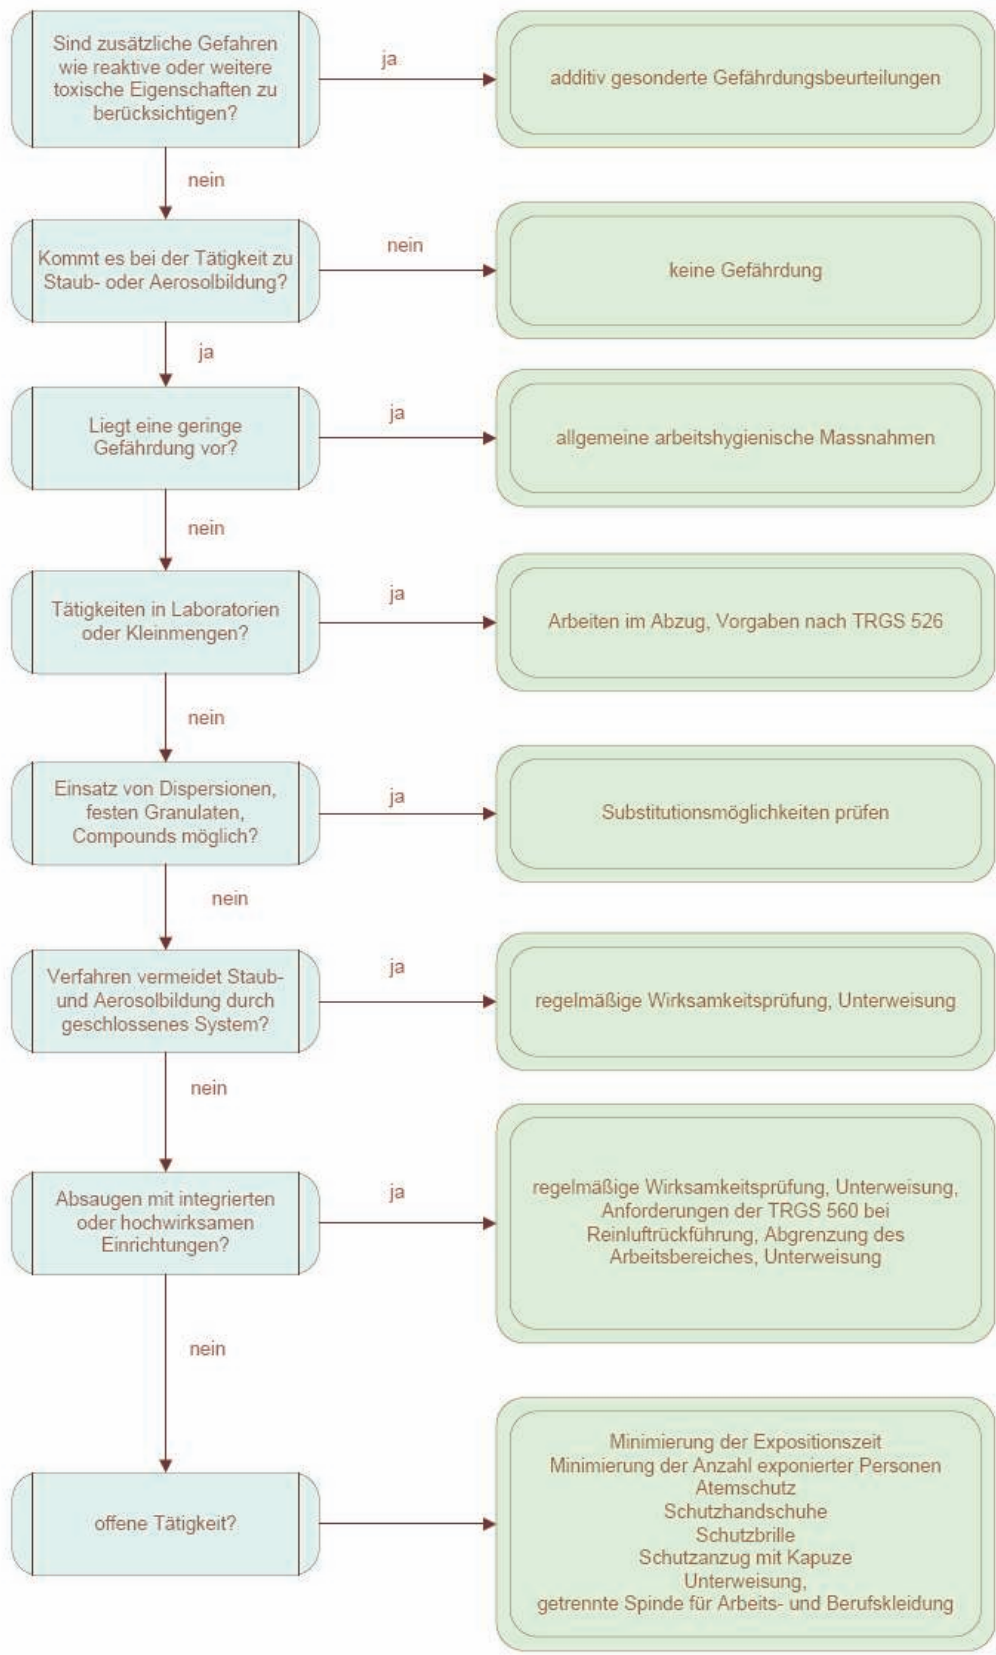 Sind zusätzliche Gefahren
wie reaktive oder weitere
toxische Eigenschaften zu
berücksichtigen?
ja
additiv gesonderte Gefährdungsbeurteilungen
nein
Kommt es bei der Tätigkeit zu
Staub- oder Aerosolbildung?
nein
keine Gefährdung
ja
Liegt eine geringe
Gefährdung vor?
ja
allgemeine arbeitshygienische Massnahmen
nein
Tätigkeiten in Laboratorien
oder Kleinmengen?
ja
Arbeiten im Abzug, Vorgaben nach TRGS 526
nein
Einsatz von Dispersionen,
festen Granulaten,
Compounds möglich?
ja
Substitutionsmöglichkeiten prüfen
nein
Verfahren vermeidet Staub-
und Aerosolbildung durch
geschlossenes System?
ja
regelmäßige Wirksamkeitsprüfung, Unterweisung
nein
Absaugen mit integrierten
oder hochwirksamen
Einrichtungen?
ja
regelmäßige Wirksamkeitsprüfung, Unterweisung,
Anforderungen der TRGS 560 bei
Reinluftrückführung, Abgrenzung des
Arbeitsbereiches, Unterweisung
nein
offene Tätigkeit?
Minimierung der Expositionszeit
Minimierung der Anzahl exponierter Personen
Atemschutz
Schutzhandschuhe
Schutzbrille
Schutzanzug mit Kapuze
Unterweisung,
getrennte Spinde für Arbeits- und Berufskleidung